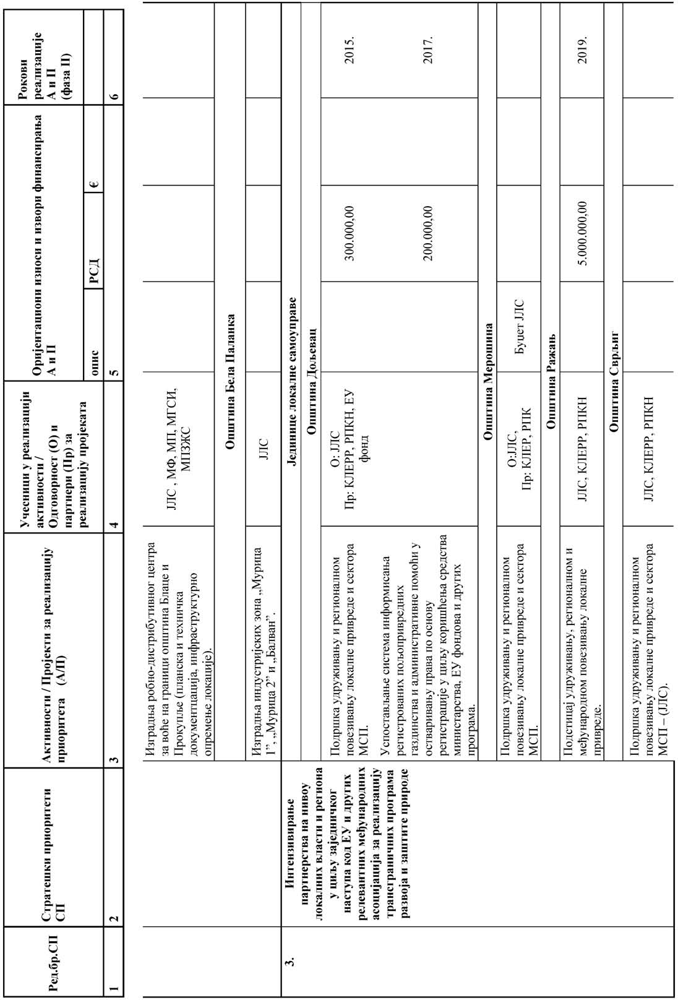 Ред.бр.СП
Стратешки приоритети
СП
Активности / Пројекти за реализацију
приоритета (А/П)
Учесници у реализацији
активности /
Одговорност (О) и
партнери (Пр) за
реализацију пројеката
Оријентациони износи и извори финансирања
А и П
опис
РСД
€
Рокови
реализације
А и П
(фаза II)
1
2
3
4
5
6
Изградња робно-дистрибутивног центра
за воће на граници општина Блаце и
Прокупље (планска и техничка
документцација, инфраструктурно
опремење локације).
ЈЛС , МФ, МП, МГСИ,
МПЗЖС
Општина Бела Паланка
Изградња индустријских зона „Мурица
1”, „Мурица 2” и „Балван”.
ЈЛС
3.
Интензивирање
партнерства на нивоу
локалних власти и региона
у циљу заједничког
наступа код ЕУ и других
релевантних међународних
асоцијација за реализацију
трансграничних програма
развоја и заштите природе
Јединице локалне самоуправе
Општина Дољевац
Подршка удруживању и регионалном
повезивању локалне привреде и сектора
МСП.
О: ЈЛС
Пр: КЛЕРР, РПКН, ЕУ
фонд
300.000,00
2015.
Успостављање система информисања
регистрованих пољопривредних
газдинстава и административне помоћи у
остваривању права по основу
регистрације у циљу коришћења средства
министарства, ЕУ фондова и других
програма.
200.000,00
2017.
Општина Мерошина
Подршка удруживању и регионалном
повезивању локалне привреде и сектора
МСП.
О:ЈЛС,
Пр: КЛЕР, РПК
Буџет ЈЛС
Општина Ражањ
Подстицај удруживању, регионалном и
међународном повезивању локалне
привреде.
ЈЛС, КЛЕРР, РПКН
5.000.000,00
2019.
Општина Сврљиг
Подршка удруживању и регионалном
повезивању локалне привреде и сектора
МСП – (ЈЛС).
ЈЛС, КЛЕРР, РПКН